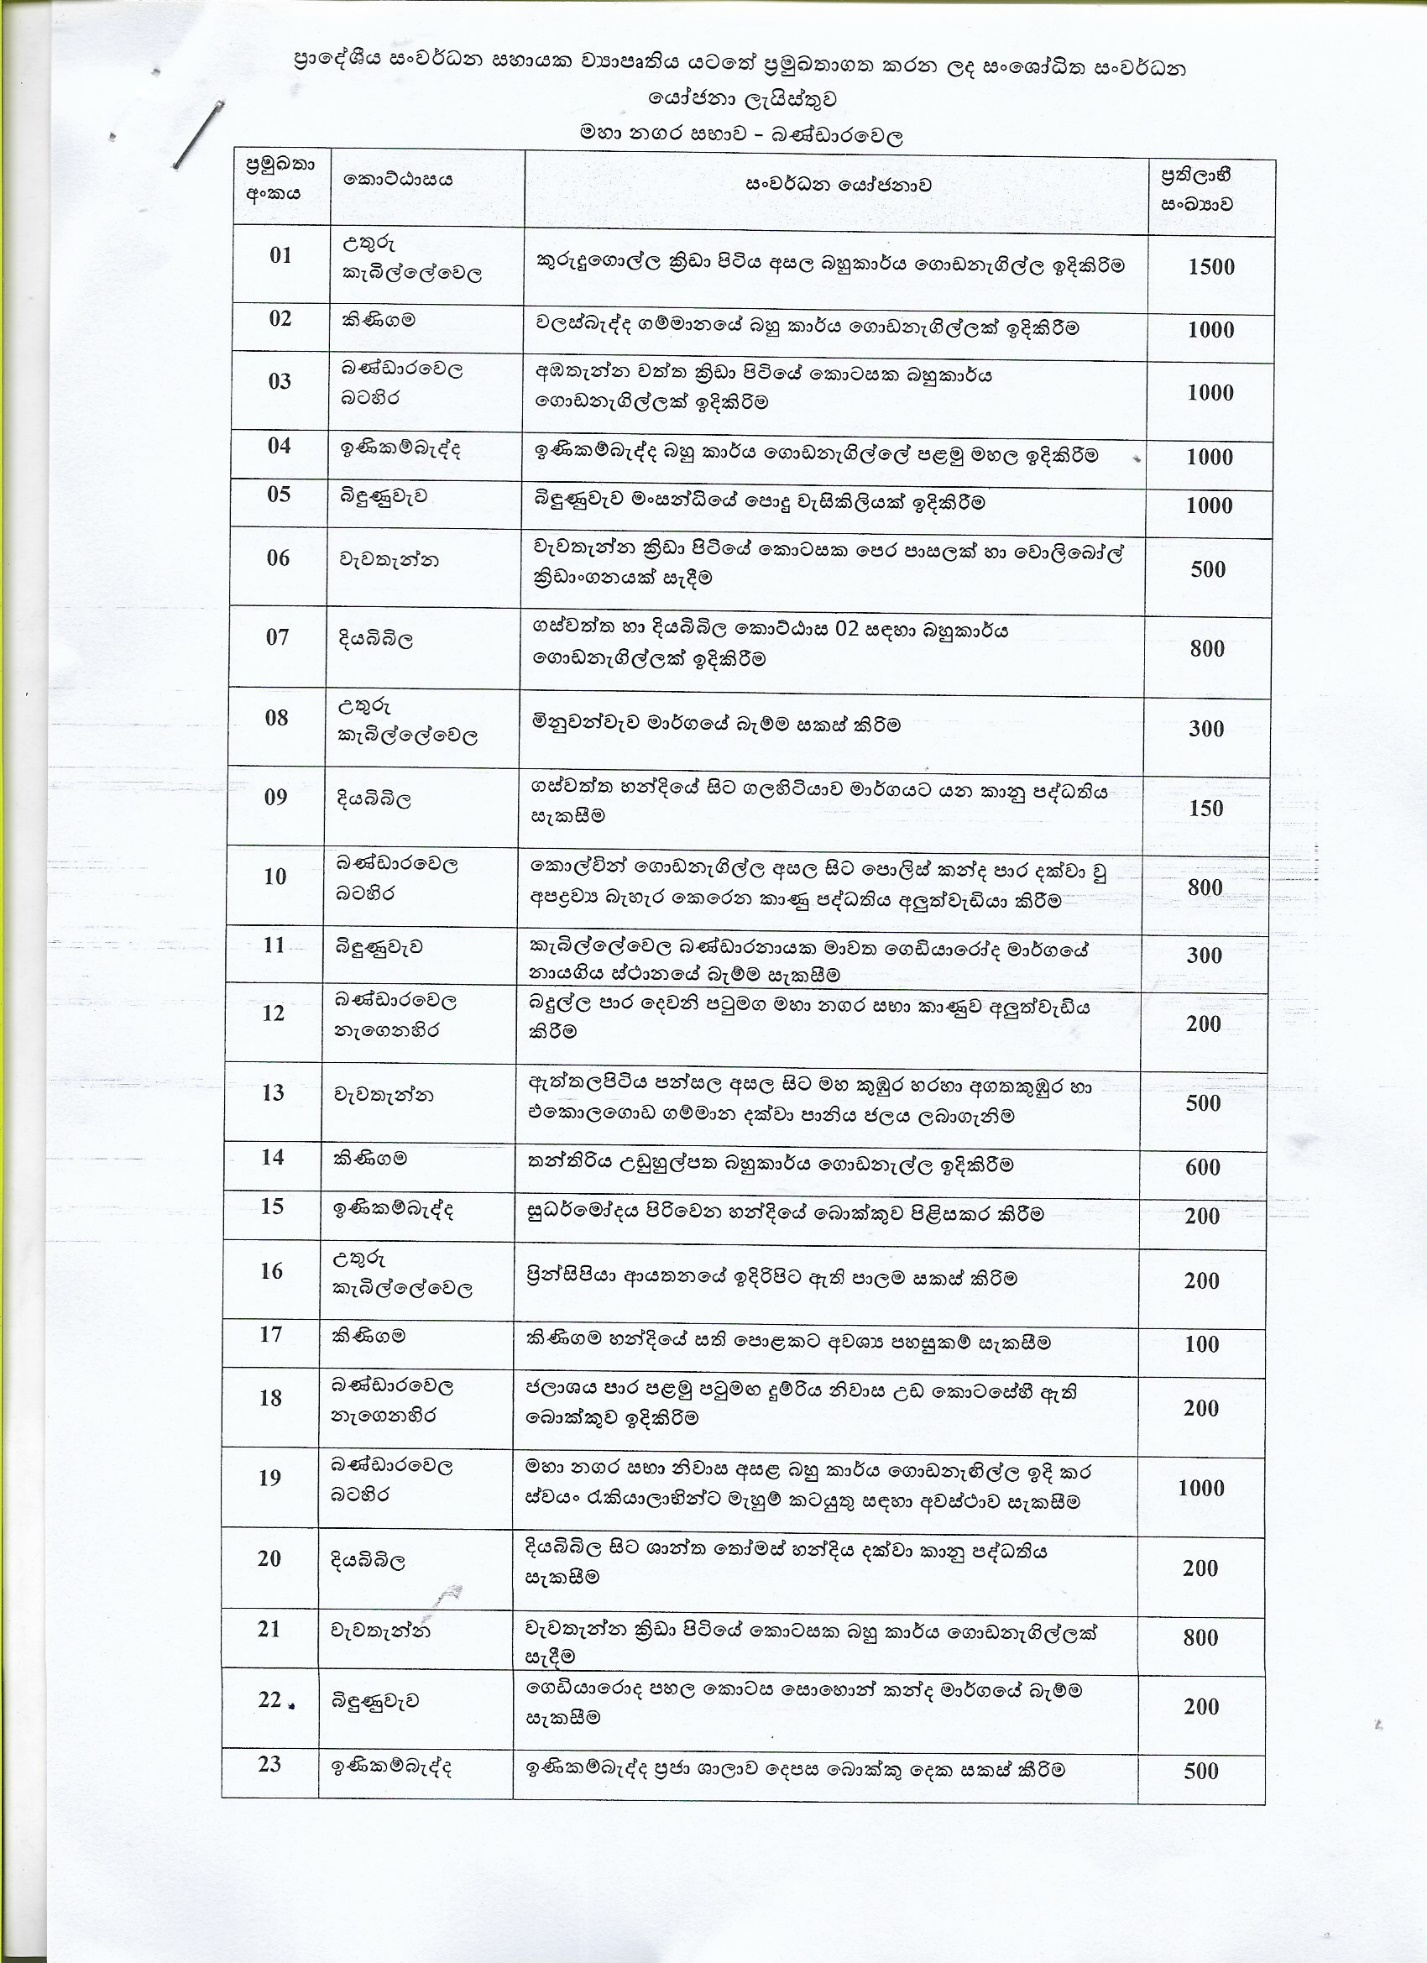 ප්‍රාදේශීය සංවර්ධන සහායක ව්‍යාපෘතිය යටතේ ප්‍රමුඛතාගත කරන ලද සංශෝධිත සංවර්ධන
යෝජනා ලැයිස්තුව
මහා නගර සභාව - බණ්ඩාරවෙල
ප්‍රමුඛතා අංකය කොට්ඨාසය සංවර්ධන යෝජනාව ප්‍රතිලාභී සංඛ්‍යාව
01 උතුරු
කැබිල්ලේවෙල කුරුදුගොල්ල ක්‍රිඩා පිටිය අසල බහුකාර්ය ගොඩනැගිල්ල ඉදිකිරිම 1500
02 කිණිගම වලස්බැද්ද ගම්මානයේ බහු කාර්ය ගොඩනැගිල්ලක් ඉදිකිරීම 1000
03 බණ්ඩාරවෙල අඹතැන්න වත්ත ක්‍රිඩා පිටියේ කොටසක බහුකාර්ය
බටහිර ගොඩනැගිල්ලක් ඉදිකිරිම 1000
04 ඉණිකම්බැද්ද ඉණිකම්බැද්ද බහු කාර්ය ගොඩනැගිල්ලේ පළමු මහල ඉදිකිරීම 1000
05 බිඳුණුවැව බිඳුණුවැව මංසන්ධියේ පොදු වැසිකිලියක් ඉදිකිරීම 1000
06 වැවතැන්න වැවතැන්න ක්‍රිඩා පිටියේ කොටසක පෙර පාසලක් හා වොලිබෝල්
ක්‍රිඩාංගනයක් සැදීම 500
07 දියබිබිල ගස්වත්ත හා දියබිබිල කොට්ඨාස 02 සඳහා බහුකාර්ය
ගොඩනැගිල්ලක් ඉදිකිරීම 800
08 උතුරු
කැබිල්ලේවෙල මිනුවන්වැව මාර්ගයේ බැම්ම සකස් කිරිම 300
09 දියබිබිල ගස්වත්ත හන්දියේ සිට ගලහිටියාව මාර්ගයට යන කානු පද්ධතිය
සැකසීම 150
10 බණ්ඩාරවෙල කොල්වින් ගොඩනැගිල්ල අසල සිට පොලිස් කන්ද පාර දක්වා වු
බටහිර අපද්‍රව්‍ය බැහැර කෙරෙන කාණු පද්ධතිය අලුත්වැඩියා කිරීම 800
11 බිඳුණුවැව කැබිල්ලේවෙල බණ්ඩාරනායක මාවත ගෙඩියාරෝද මාර්ගයේ
නායගිය ස්ථානයේ බැම්ම සැකසීම 300
12 බණ්ඩාරවෙල බදුල්ල පාර දෙවනි පටුමග මහා නගර සභා කාණුව අලුත්වැඩිය
නැගෙනහිර කිරීම 200
13 වැවතැන්න ඇත්තලපිටිය පන්සල අසල සිට මහ කුඹුර හරහා අගතකුඹුර හා
එකොලගොඩ ගම්මාන දක්වා පානිය ජලය ලබාගැනිම 500
14 කිණිගම තන්තිරිය උඩුහුල්පත බහුකාර්ය ගොඩනැල්ල ඉදිකිරීම 600
15 ඉණිකම්බැද්ද සුධර්මෝදය පිරිවෙන හන්දියේ බොක්කුව පිළිසකර කිරීම 200
16 උතුරු
කැබිල්ලේවෙල ප්‍රින්සිපියා ආයතනයේ ඉදිරිපිට ඇති පාලම සකස් කිරිම 200
17 කිණිගම කිණිගම හන්දියේ සති පොළකට අවශ්‍ය පහසුකම් සැකසීම 100
18 බණ්ඩාරවෙල ජලාශය පාර පළමු පටුමඟ දුම්රිය නිවාස උඩ කොටසේහී ඇති
නැගෙනහිර බොක්කුව ඉදිකිරිම 200
19 බණ්ඩාරවෙල මහා නගර සභා නිවාස අසළ බහු කාර්ය ගොඩනැඟිල්ල ඉදි කර
බටහිර ස්වයං රැකියාලාභින්ට මැහුම් කටයුතු සඳහා අවස්ථාව සැකසීම 1000
20 දියබිබිල දියබිබිල සිට ශාන්ත තෝමස් හන්දිය දක්වා කානු පද්ධතිය
සැකසීම 200
21 වැවතැන්න වැවතැන්න ක්‍රිඩා පිටියේ කොටසක බහු කාර්ය ගොඩනැගිල්ලක්
සැදීම 800
22 බිඳුණුවැව ගෙඩියාරොද පහල කොටස සොහොන් කන්ද මාර්ගයේ බැම්ම
සැකසීම 200
23 ඉණිකම්බැද්ද ඉණිකම්බැද්ද ප්‍රජා ශාලාව දෙපස බොක්කු දෙක සකස් කීරිම 500